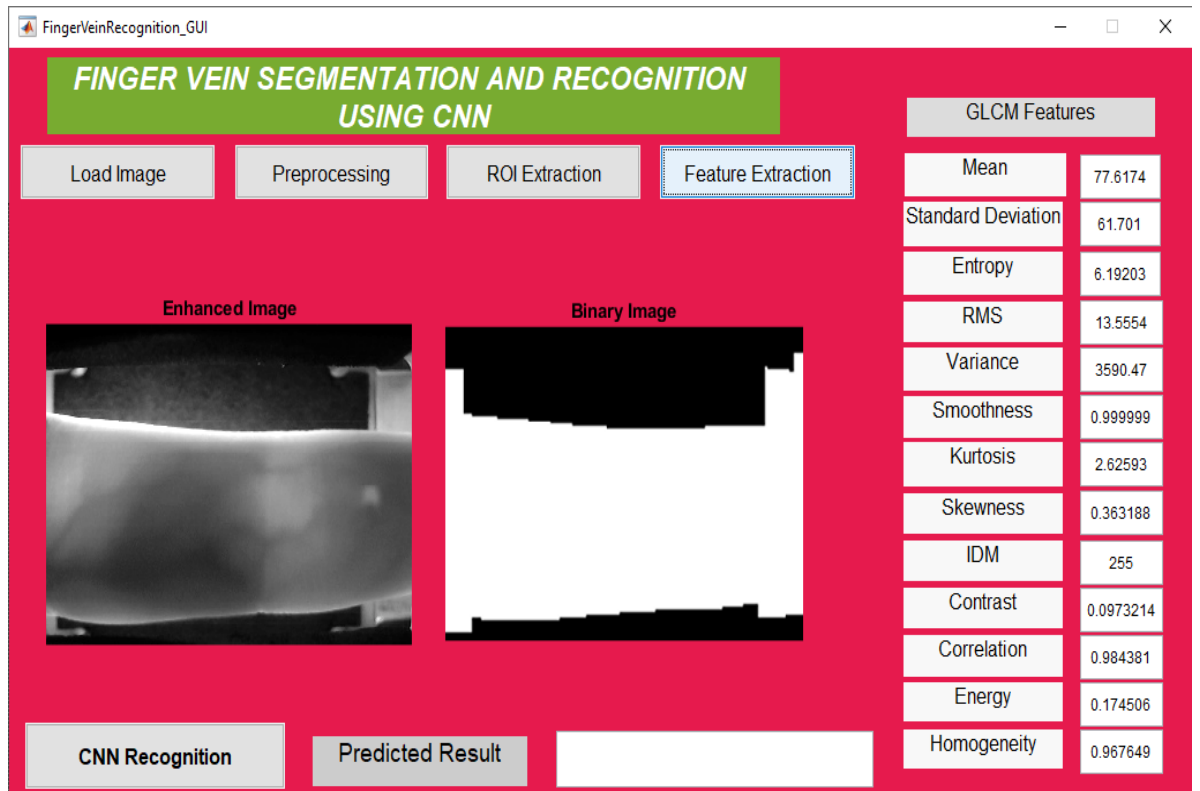 FingerVeinRecognition_GUI
FINGER VEIN SEGMENTATION AND RECOGNITION
USING CNN
Load Image
Preprocessing
ROI Extraction
Feature Extraction
Enhanced Image
Binary Image
CNN Recognition
Predicted Result
GLCM Features
Mean 77.6174
Standard Deviation 61.701
Entropy 6.19203
RMS 13.5554
Variance 3590.47
Smoothness 0.999999
Kurtosis 2.62593
Skewness 0.363188
IDM 255
Contrast 0.0973214
Correlation 0.984381
Energy 0.174506
Homogeneity 0.967649